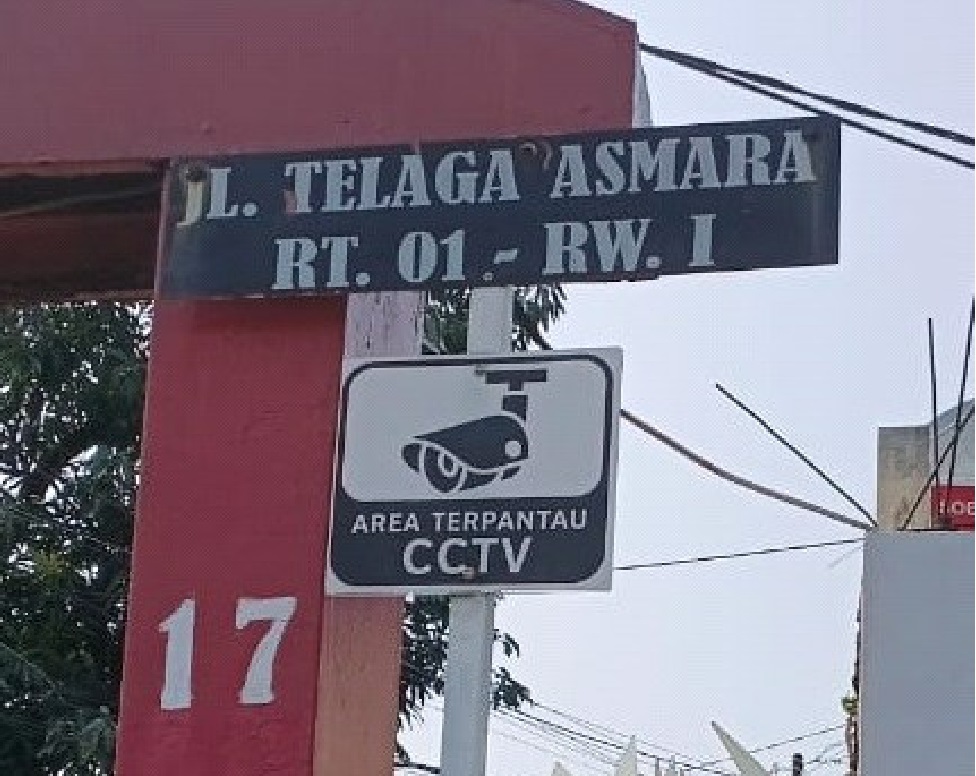 JL. TELAGA ASMARA
RT. 01 - RW. I
AREA TERPANTAU
CCTV
17